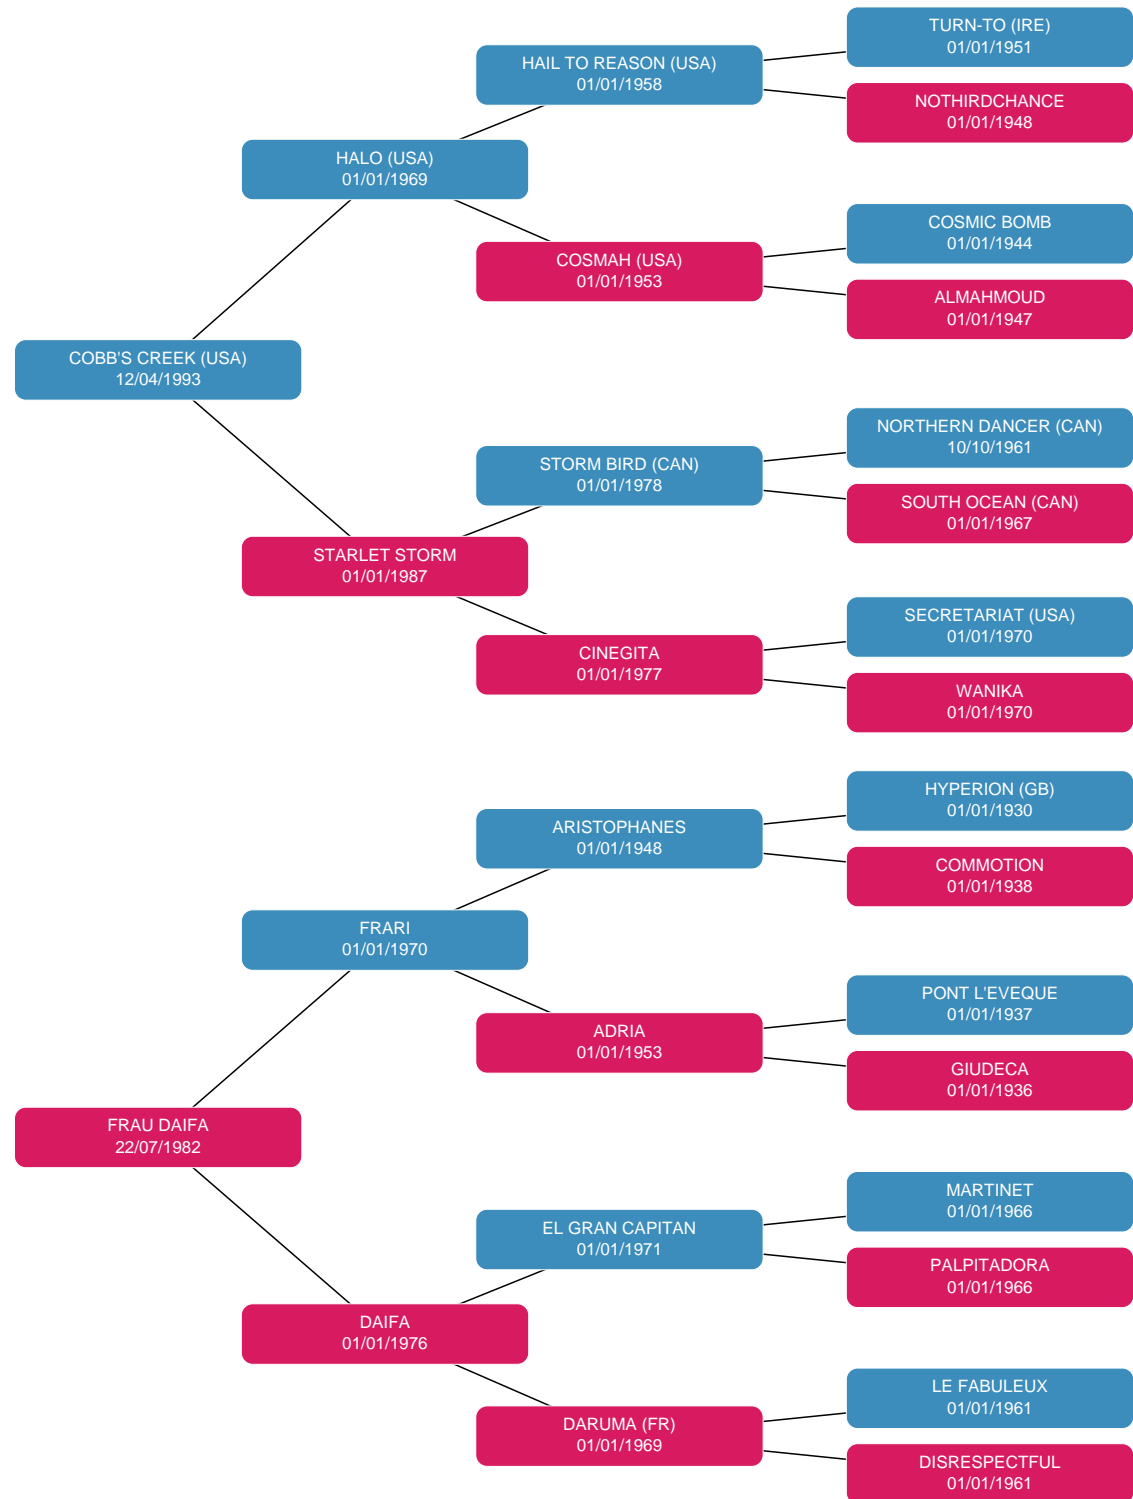 TURN-TO (IRE)
01/01/1951
HAIL TO REASON (USA)
01/01/1958
NOTHIRDCHANCE
01/01/1948
HALO (USA)
01/01/1969
COSMIC BOMB
01/01/1944
COSMAH (USA)
01/01/1953
ALMAHMOUD
01/01/1947
COBB'S CREEK (USA)
12/04/1993
NORTHERN DANCER (CAN)
10/10/1961
STORM BIRD (CAN)
01/01/1978
SOUTH OCEAN (CAN)
01/01/1967
STARLET STORM
01/01/1987
SECRETARIAT (USA)
01/01/1970
CINEGITA
01/01/1977
WANIKA
01/01/1970
HYPERION (GB)
01/01/1930
ARISTOPHANES
01/01/1948
COMMOTION
01/01/1938
FRARI
01/01/1970
PONT L'EVEQUE
01/01/1937
ADRIA
01/01/1953
GIUDECA
01/01/1936
FRAU DAIFA
22/07/1982
MARTINET
01/01/1966
EL GRAN CAPITAN
01/01/1971
PALPITADORA
01/01/1966
DAIFA
01/01/1976
LE FABULEUX
01/01/1961
DARUMA (FR)
01/01/1969
DISRESPECTFUL
01/01/1961